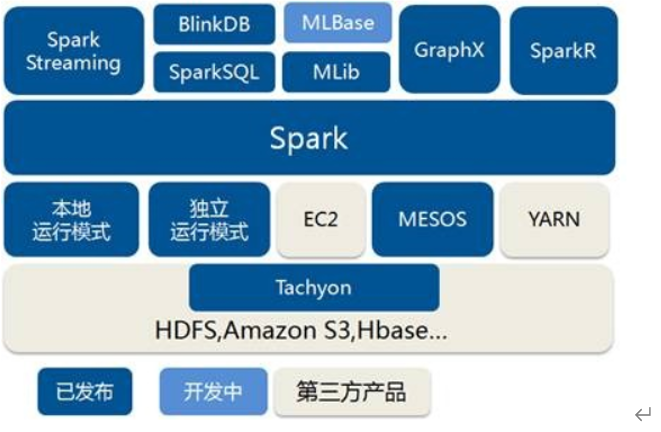 Spark
Streaming
BlinkDB
MLBase
GraphX
SparkR
SparkSQL
MLib
Spark
本地
运行模式
独立
运行模式
EC2
MESOS
YARN
Tachyon
HDFS,Amazon S3,Hbase...
已发布
开发中
第三方产品